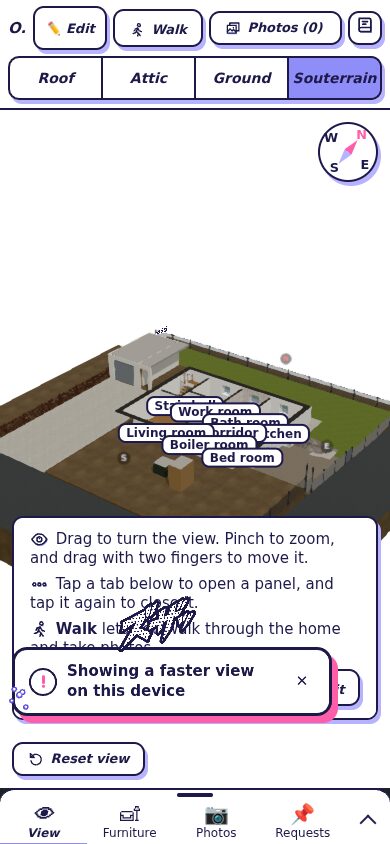 O.
Edit
Walk
Photos (0)
Roof
Attic
Ground
Souterrain
N
W
S
E
Work room
Bath room
Living room
Boiler room
Bed room
S
E
Drag to turn the view. Pinch to zoom,
and drag with two fingers to move it.
Tap a tab below to open a panel, and
tap it again to close it.
Walk through the home
Showing a faster view
on this device
Reset view
View
Furniture
Photos
Requests